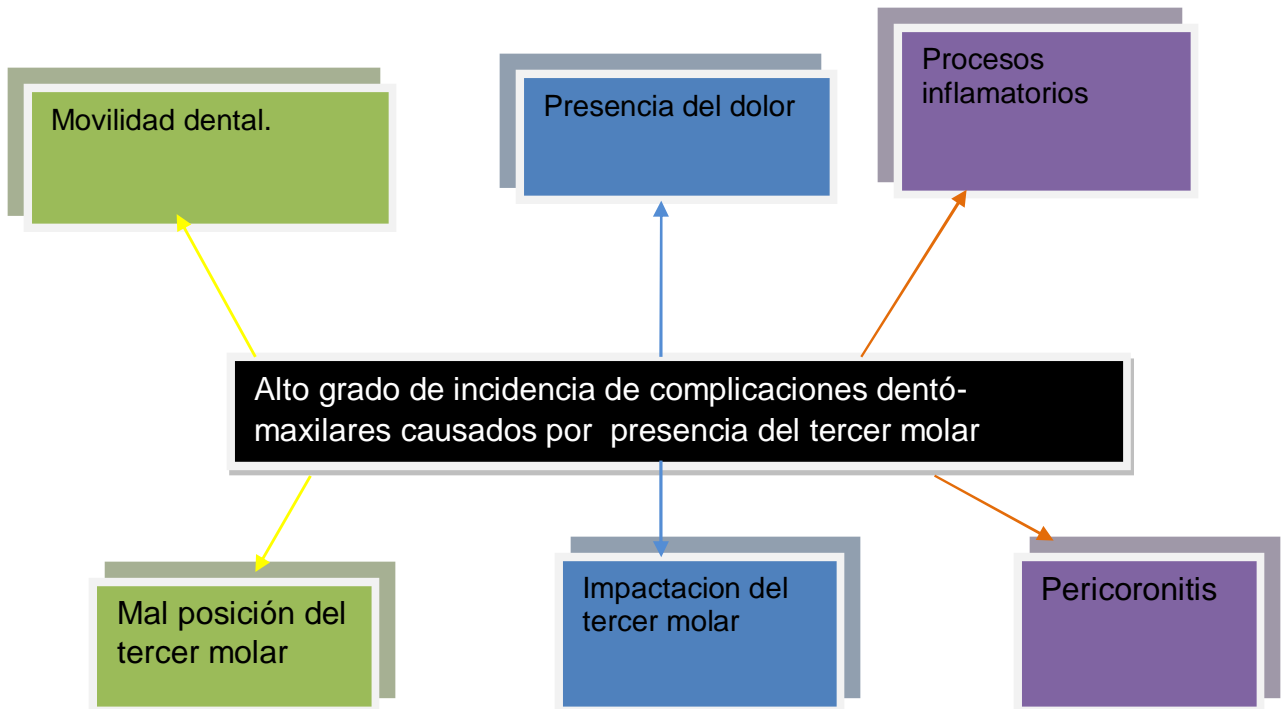 Movilidad dental.
Presencia del dolor
Procesos
inflamatorios
Alto grado de incidencia de complicaciones dentó-
maxilares causados por  presencia del tercer molar
Mal posición del
tercer molar
Impactacion del
tercer molar
Pericoronitis